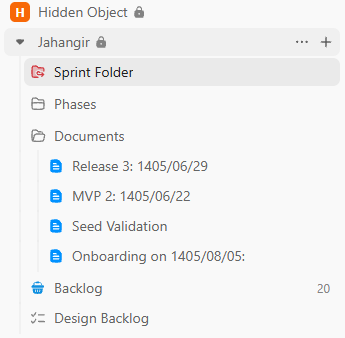 H Hidden Object
Jahangir
Sprint Folder
Phases
Documents
Release 3: 1405/06/29
MVP 2: 1405/06/22
Seed Validation
Onboarding on 1405/08/05:
Backlog 20
Design Backlog